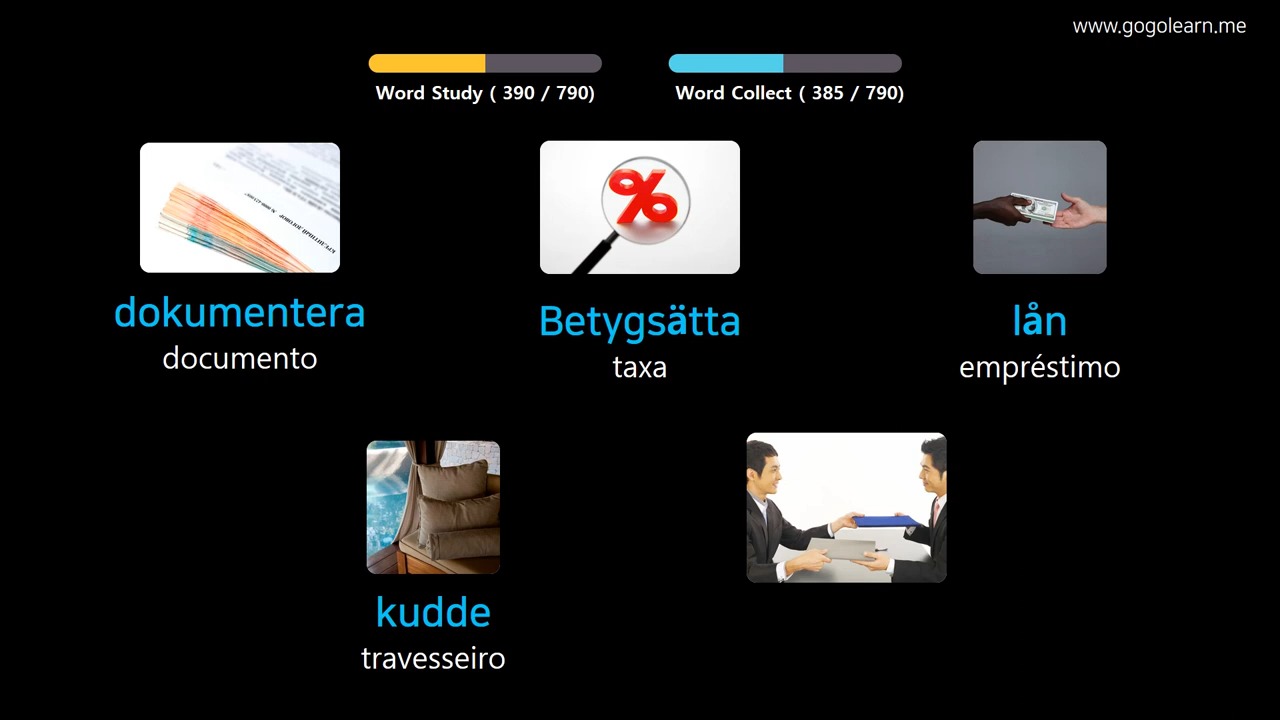 www.gogolearn.me
Word Study ( 390 / 790)
Word Collect ( 385 / 790)
dokumentera
documento
Betygsätta
taxa
lån
empréstimo
kudde
travesseiro